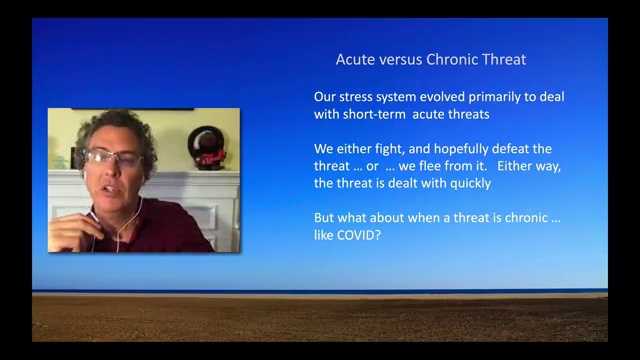 Acute versus Chronic Threat
Our stress system evolved primarily to deal
with short-term acute threats
We either fight, and hopefully defeat the
threat … or … we flee from it. Either way,
the threat is dealt with quickly
But what about when a threat is chronic …
like COVID?